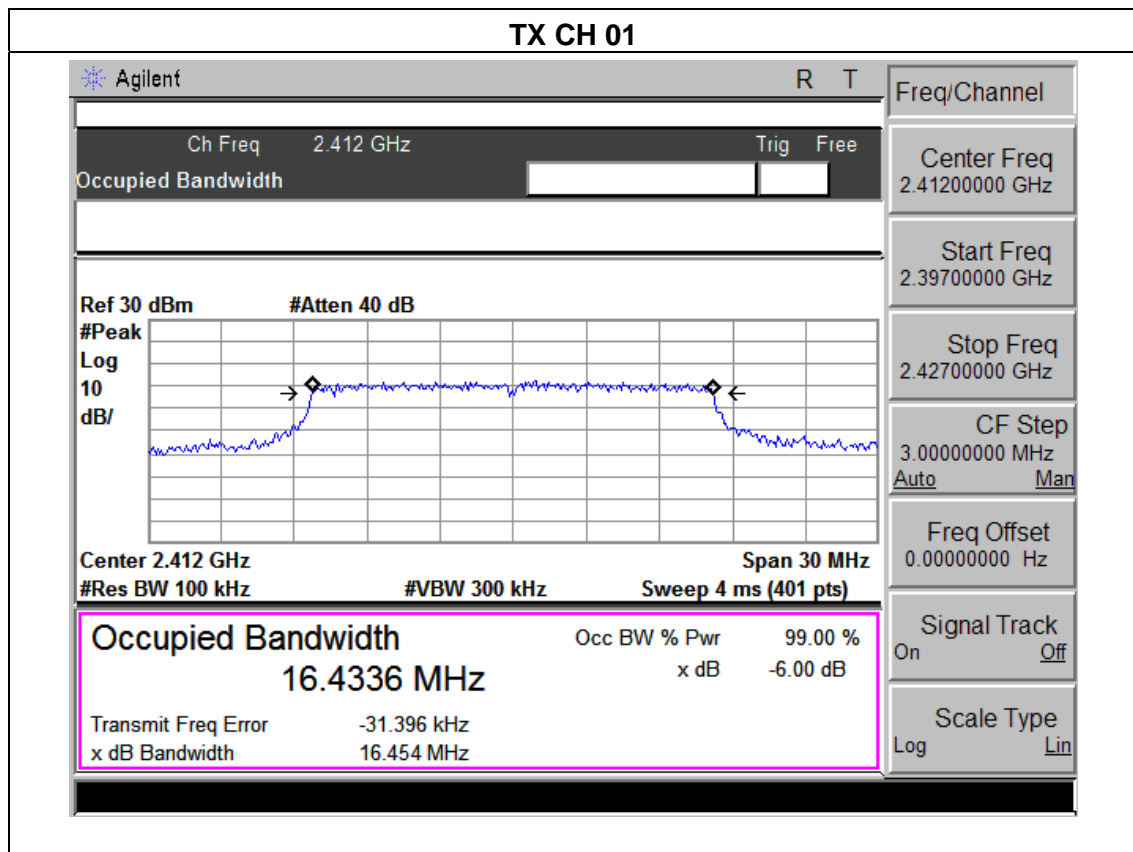 TX CH 01
Agilent R T
Ch Freq 2.412 GHz Trig Free
Occupied Bandwidth
Ref 30 dBm #Atten 40 dB
#Peak
Log
10
dB/
Center 2.412 GHz Span 30 MHz
#Res BW 100 kHz #VBW 300 kHz Sweep 4 ms (401 pts)
Occupied Bandwidth Occ BW % Pwr 99.00 %
16.4336 MHz x dB -6.00 dB
Transmit Freq Error -31.396 kHz
x dB Bandwidth 16.454 MHz
Freq/Channel
Center Freq
2.41200000 GHz
Start Freq
2.39700000 GHz
Stop Freq
2.42700000 GHz
CF Step
3.00000000 MHz
Auto Man
Freq Offset
0.00000000 Hz
Signal Track
On Off
Scale Type
Log Lin